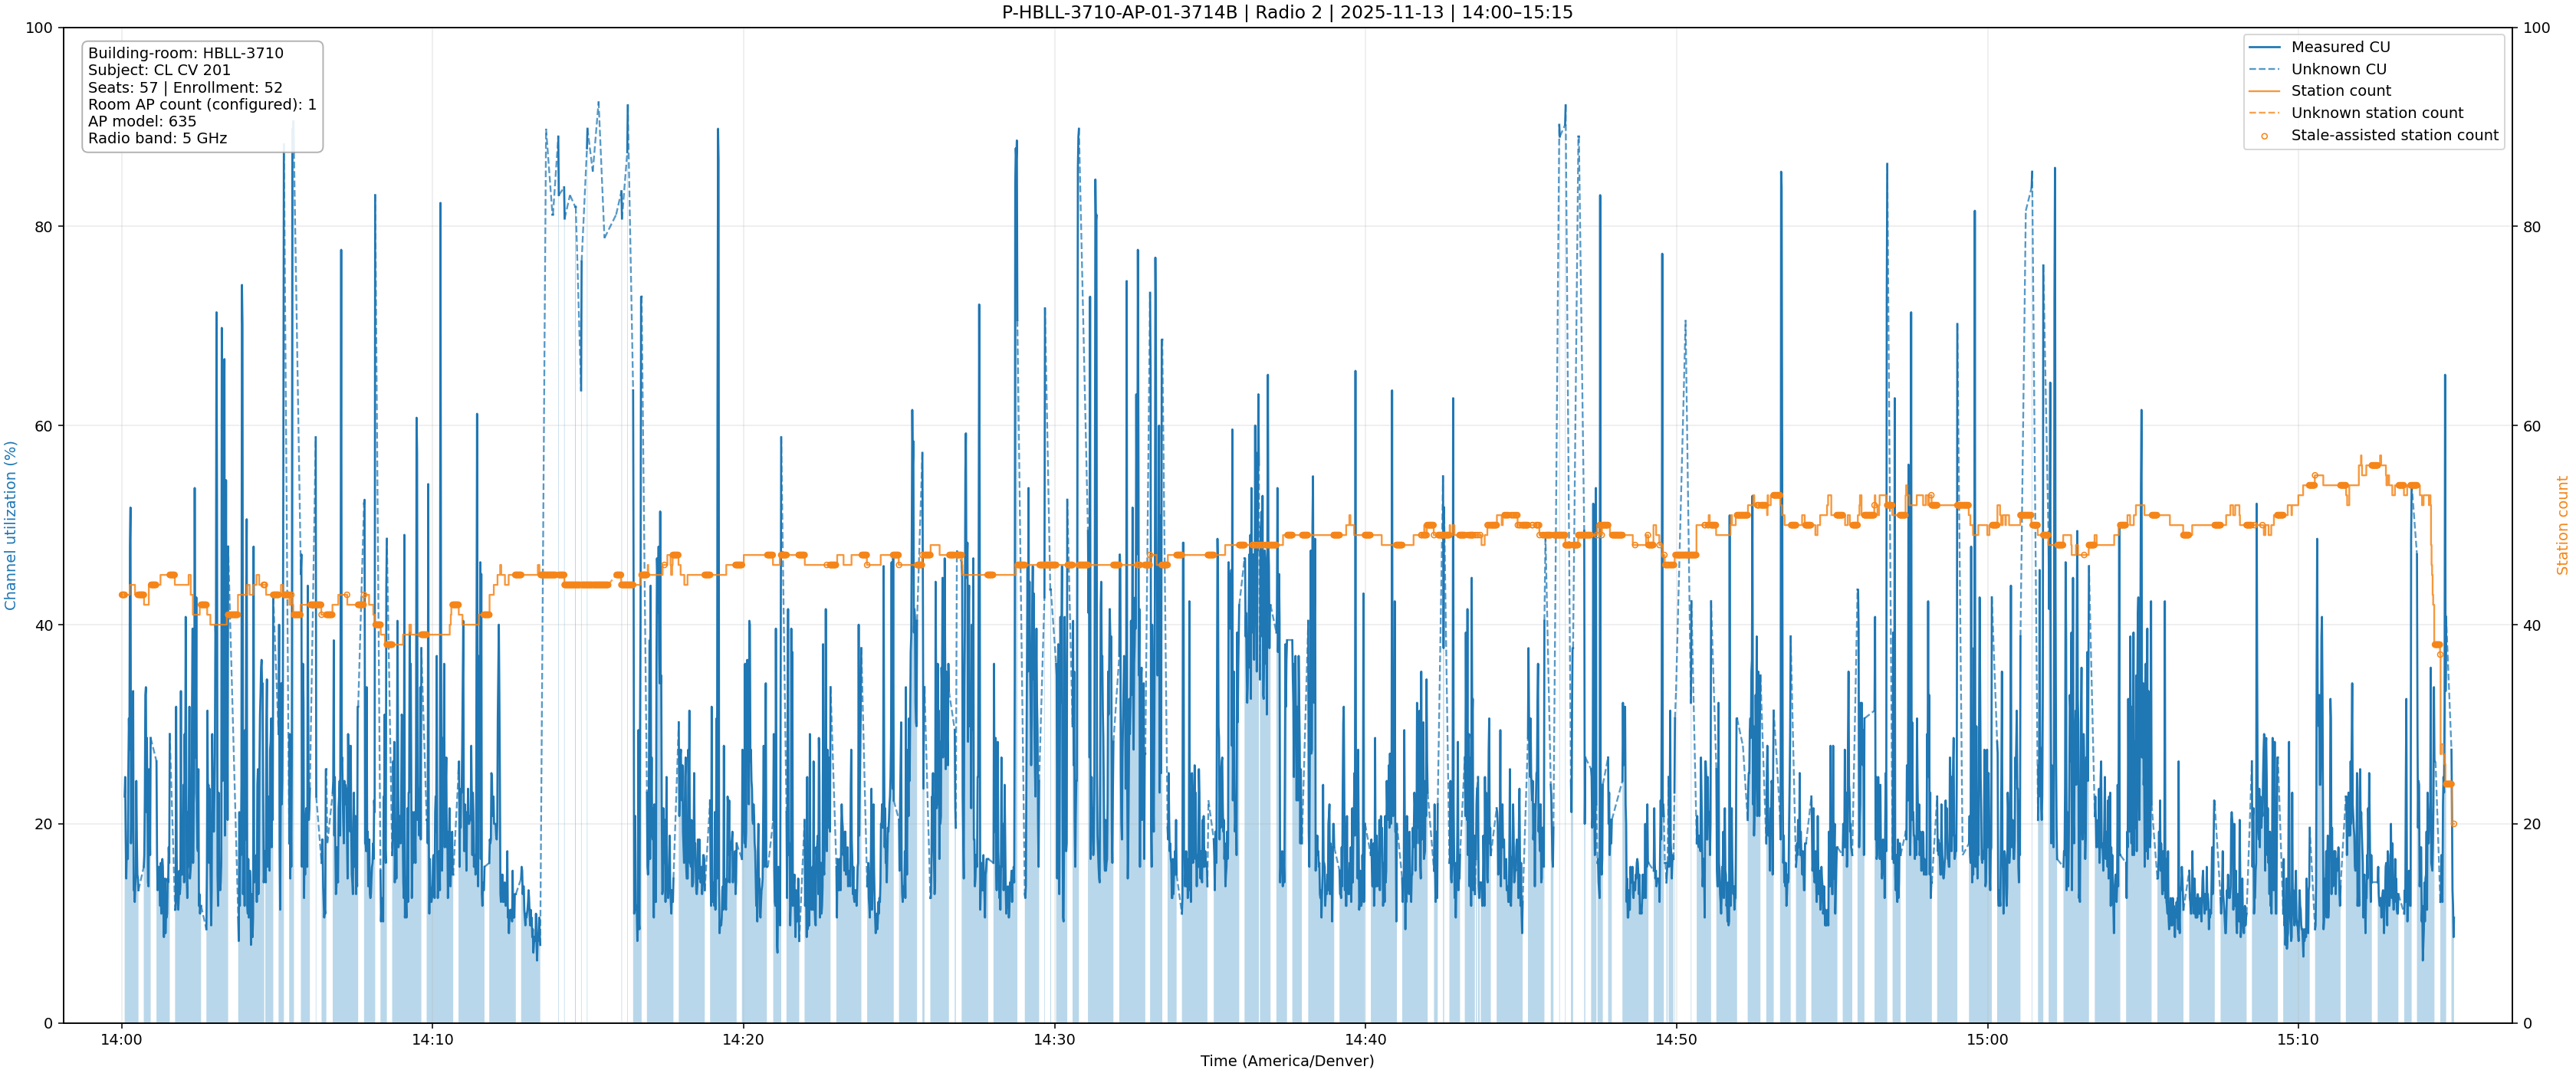 P-HBLL-3710-AP-01-3714B | Radio 2 | 2025-11-13 | 14:00–15:15
Building-room: HBLL-3710
Subject: CL CV 201
Seats: 57 | Enrollment: 52
Room AP count (configured): 1
AP model: 635
Radio band: 5 GHz
Measured CU
Unknown CU
Station count
Unknown station count
Stale-assisted station count
Channel utilization (%)
100
80
60
40
20
0
100
80
60
40
20
0
Station count
14:00
14:10
14:20
14:30
14:40
14:50
15:00
15:10
Time (America/Denver)